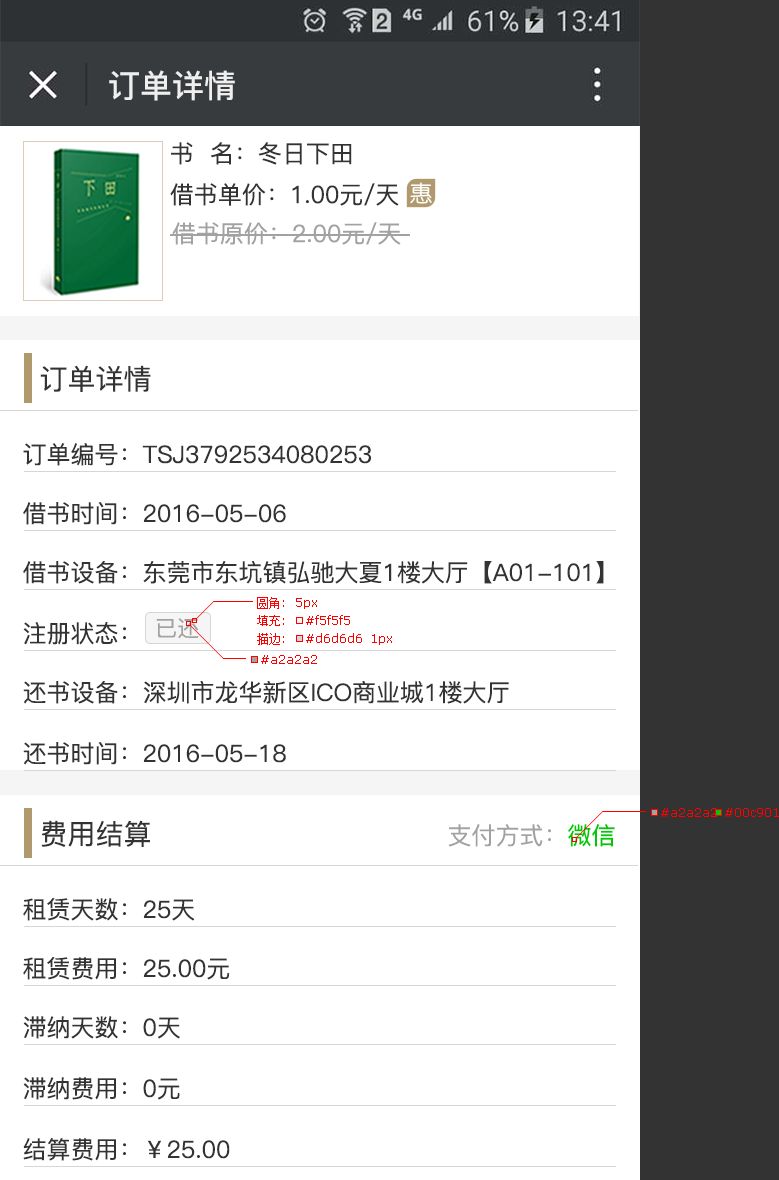 2 4G 61% 13:41
订单详情
下田
书 名：冬日下田
借书单价：1.00元/天 惠
借书原价：2.00元/天
订单详情
订单编号：TSJ3792534080253
借书时间：2016-05-06
借书设备：东莞市东坑镇弘驰大夏1楼大厅【A01-101】
圆角：5px
填充：#f5f5f5
描边：#d6d6d6 1px
注册状态：已还
#a2a2a2
还书设备：深圳市龙华新区ICO商业城1楼大厅
还书时间：2016-05-18
#a2a2a2 #00c901
费用结算 支付方式：微信
租赁天数：25天
租赁费用：25.00元
滞纳天数：0天
滞纳费用：0元
结算费用：￥25.00